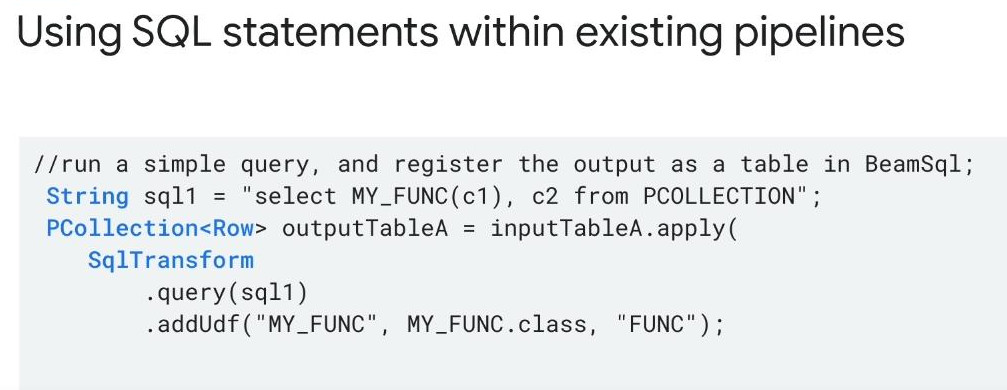 Using SQL statements within existing pipelines
//run a simple query, and register the output as a table in BeamSql;
String sql1 = "select MY_FUNC(c1), c2 from PCOLLECTION";
PCollection<Row> outputTableA = inputTableA.apply(
SqlTransform
.query(sql1)
.addUdf("MY_FUNC", MY_FUNC.class, "FUNC");